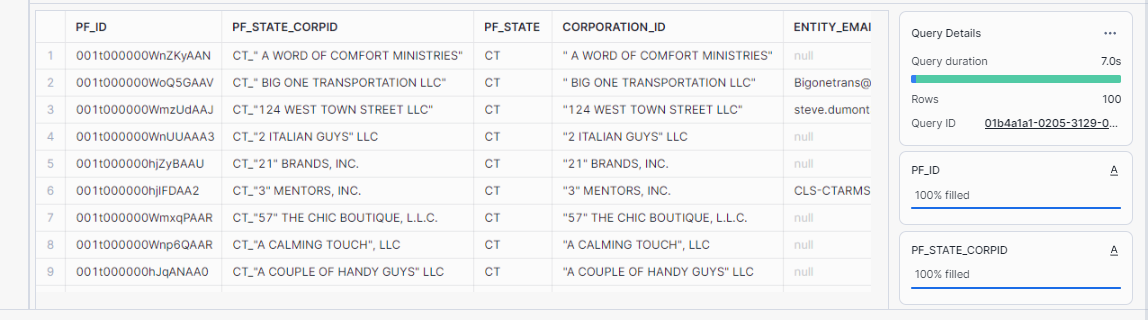 PF_ID PF_STATE_CORPID PF_STATE CORPORATION_ID ENTITY_EMAI
1 001t000000WnZKyAAN CT_" A WORD OF COMFORT MINISTRIES" CT " A WORD OF COMFORT MINISTRIES" null
2 001t000000WoQ5GAAV CT_" BIG ONE TRANSPORTATION LLC" CT " BIG ONE TRANSPORTATION LLC" Bigonetrans@
3 001t000000WmzUdAAJ CT_"124 WEST TOWN STREET LLC" CT "124 WEST TOWN STREET LLC" steve.dumont
4 001t000000WnUUAAA3 CT_"2 ITALIAN GUYS" LLC CT "2 ITALIAN GUYS" LLC null
5 001t000000hjZyBAAU CT_"21" BRANDS, INC. CT "21" BRANDS, INC. null
6 001t000000hjIFDAA2 CT_"3" MENTORS, INC. CT "3" MENTORS, INC. CLS-CTARMS
7 001t000000WmxqPAAR CT_"57" THE CHIC BOUTIQUE, L.L.C. CT "57" THE CHIC BOUTIQUE, L.L.C. null
8 001t000000Wnp6QAAR CT_"A CALMING TOUCH", LLC CT "A CALMING TOUCH", LLC null
9 001t000000hJqANAA0 CT_"A COUPLE OF HANDY GUYS" LLC CT "A COUPLE OF HANDY GUYS" LLC null
Query Details ...
Query duration 7.0s
Rows 100
Query ID 01b4a1a1-0205-3129-0...
PF_ID A
100% filled
PF_STATE_CORPID A
100% filled